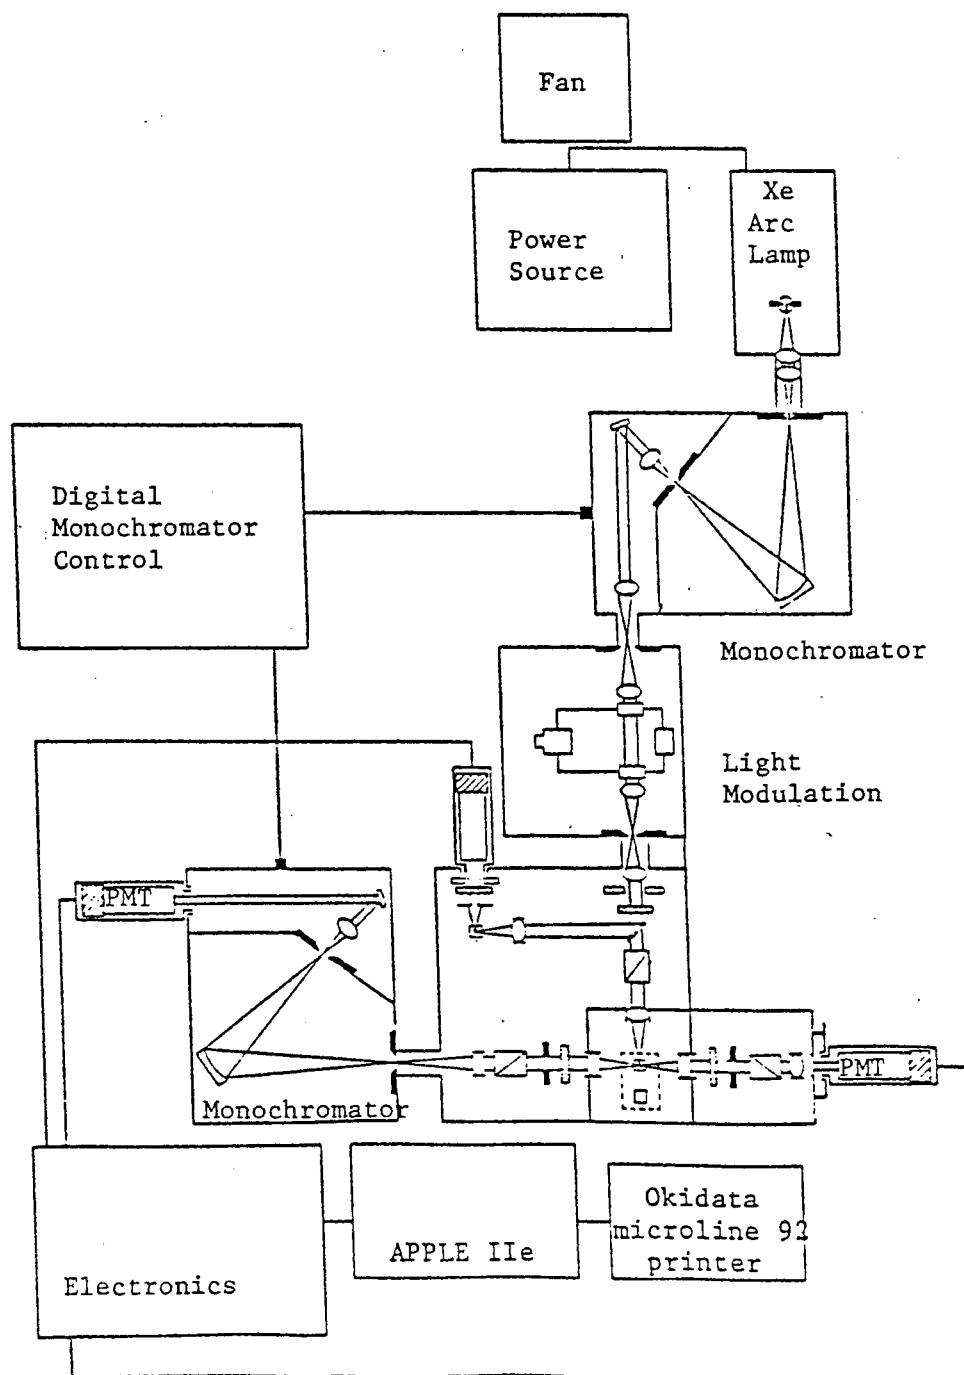 Fan
Xe
Arc
Lamp
Power
Source
Digital
Monochromator
Control
Monochromator
Light
Modulation
PMT
PMT
Monochromator
Electronics
APPLE IIe
Okidata
microline 92
printer